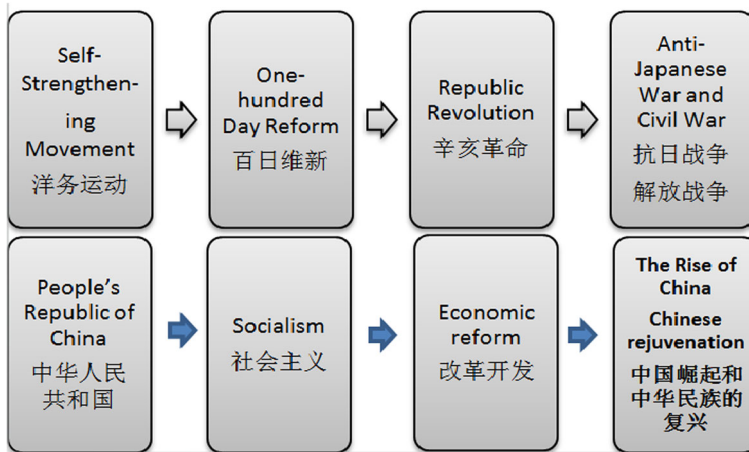 Self-
Strengthen-
ing
Movement
洋务运动
One-
hundred
Day Reform
百日维新
Republic
Revolution
辛亥革命
Anti-
Japanese
War and
Civil War
抗日战争
解放战争
People's
Republic of
China
中华人民
共和国
Socialism
社会主义
Economic
reform
改革开发
The Rise of
China
Chinese
rejuvenation
中国崛起和
中华民族的
复兴